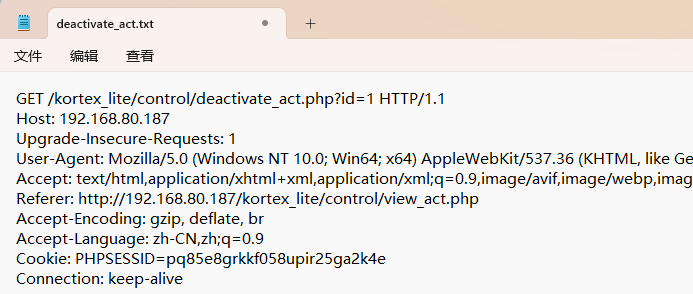 deactivate_act.txt
文件 编辑 查看
GET /kortex_lite/control/deactivate_act.php?id=1 HTTP/1.1
Host: 192.168.80.187
Upgrade-Insecure-Requests: 1
User-Agent: Mozilla/5.0 (Windows NT 10.0; Win64; x64) AppleWebKit/537.36 (KHTML, like Ge
Accept: text/html,application/xhtml+xml,application/xml;q=0.9,image/avif,image/webp,imag
Referer: http://192.168.80.187/kortex_lite/control/view_act.php
Accept-Encoding: gzip, deflate, br
Accept-Language: zh-CN,zh;q=0.9
Cookie: PHPSESSID=pq85e8grkkf058upir25ga2k4e
Connection: keep-alive